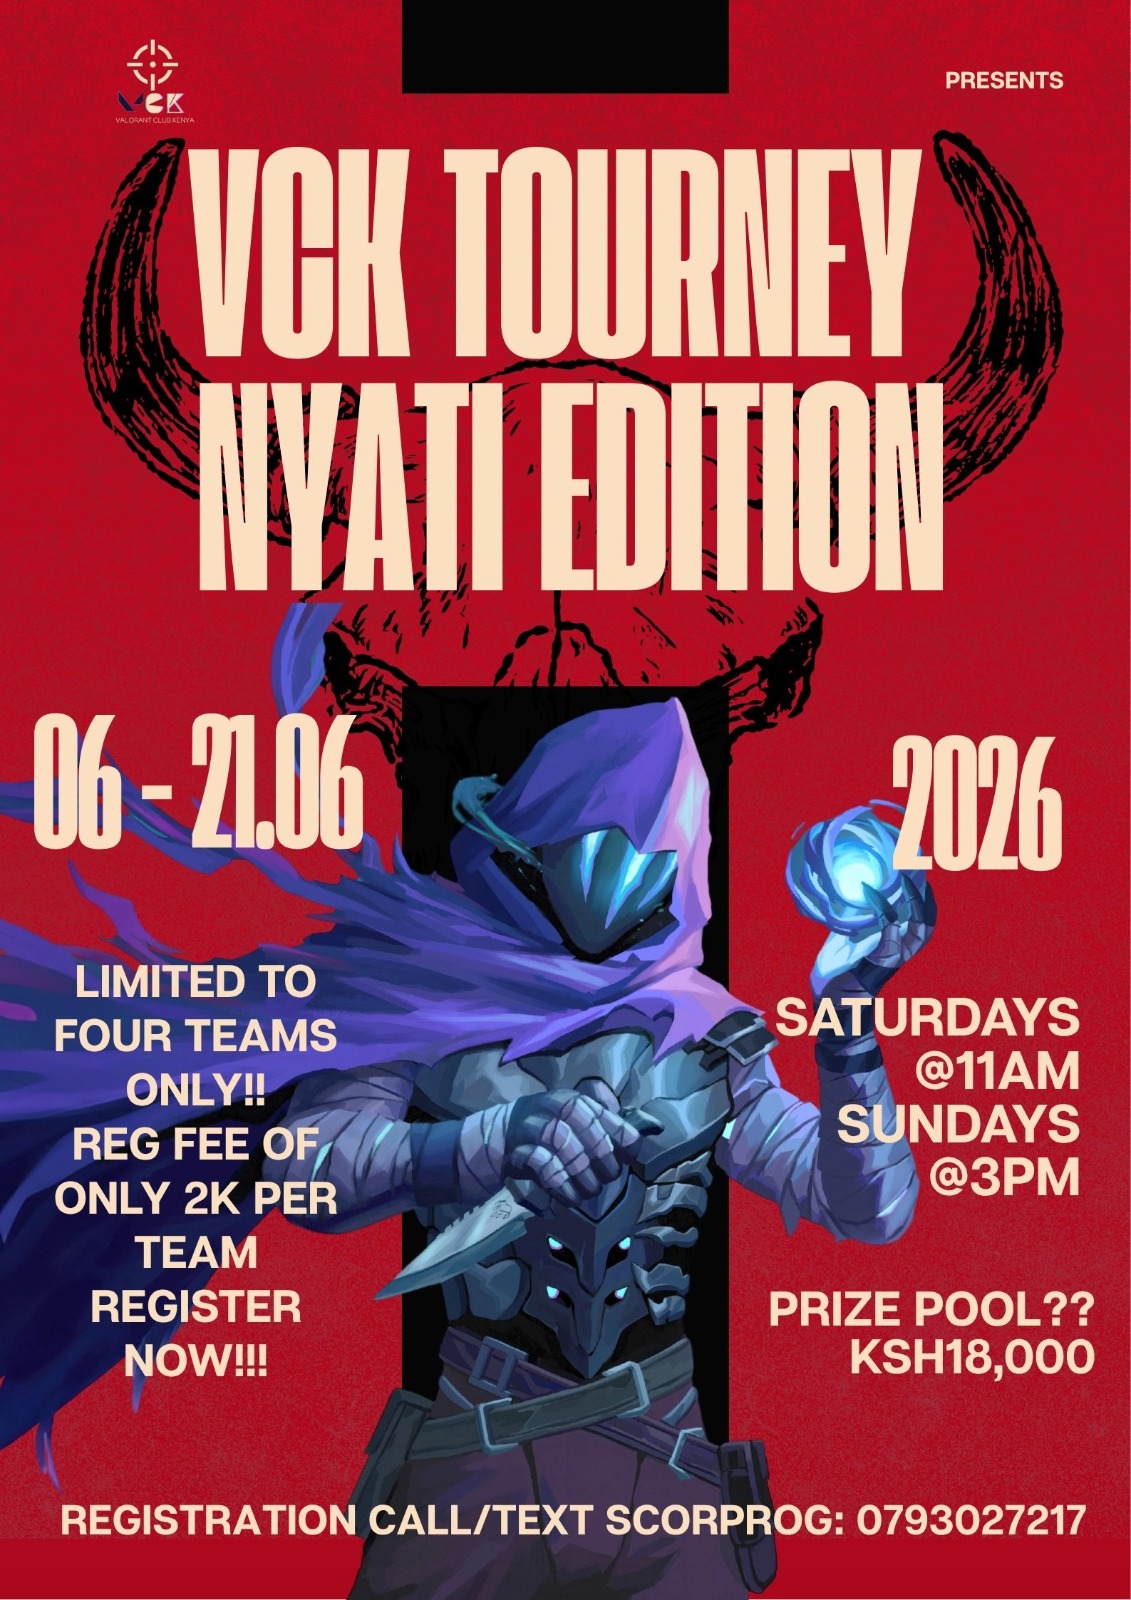 VCK
VALORANT CLUB KENYA
PRESENTS
VCK TOURNEY
NYATI EDITION
06 - 21.06
2026
LIMITED TO
FOUR TEAMS
ONLY!!
REG FEE OF
ONLY 2K PER
TEAM
REGISTER
NOW!!!
SATURDAYS
@11AM
SUNDAYS
@3PM
PRIZE POOL??
KSH18,000
REGISTRATION CALL/TEXT SCORPROG: 0793027217